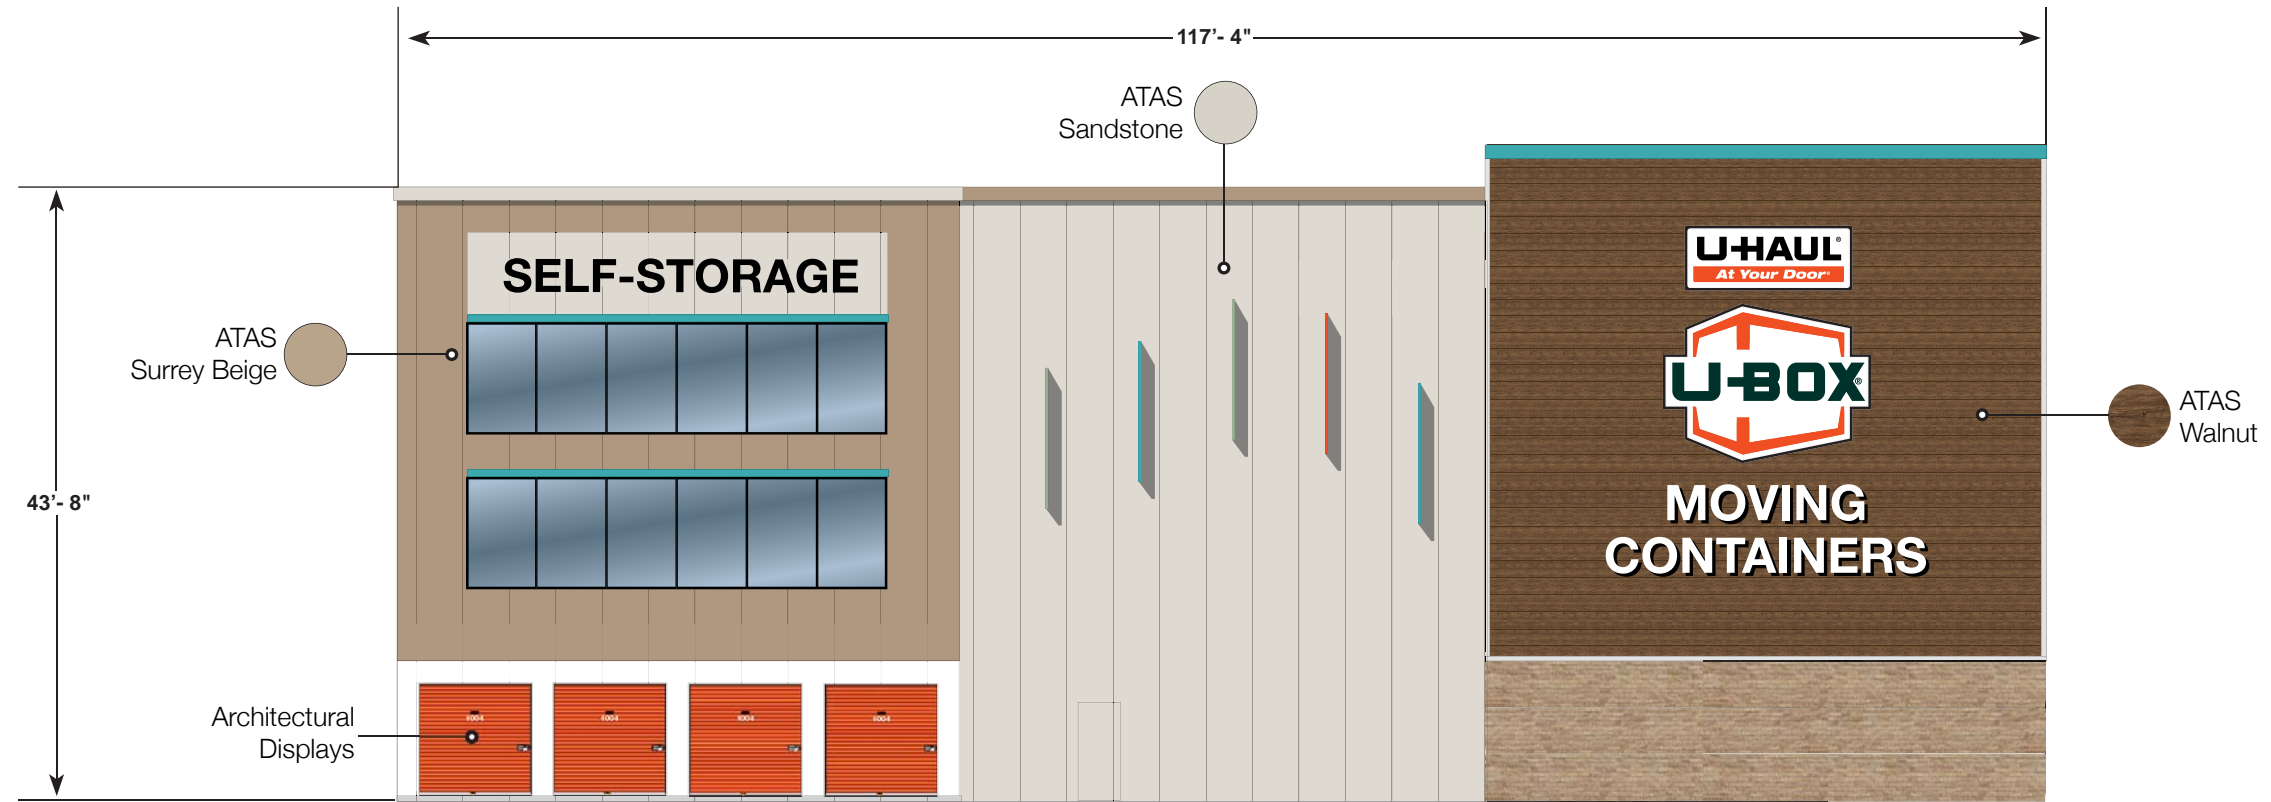 117'- 4"
ATAS
Sandstone
U-HAUL®
At Your Door®
SELF-STORAGE
ATAS
Surrey Beige
U-BOX®
ATAS
Walnut
43'- 8"
MOVING
CONTAINERS
Architectural
Displays